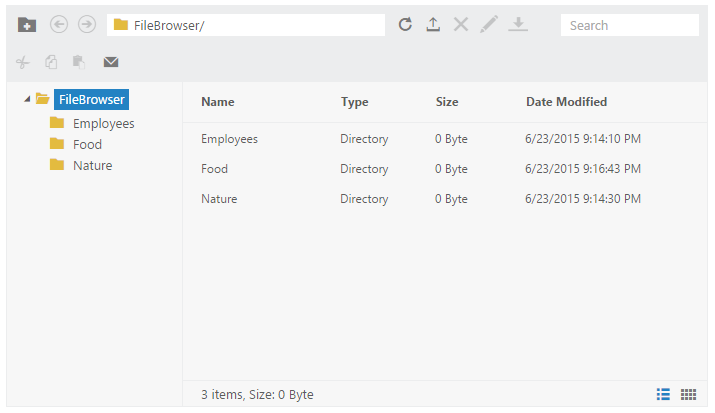 FileBrowser/
Search
FileBrowser
Employees
Food
Nature
Name Type Size Date Modified
Employees Directory 0 Byte 6/23/2015 9:14:10 PM
Food Directory 0 Byte 6/23/2015 9:16:43 PM
Nature Directory 0 Byte 6/23/2015 9:14:30 PM
3 items, Size: 0 Byte